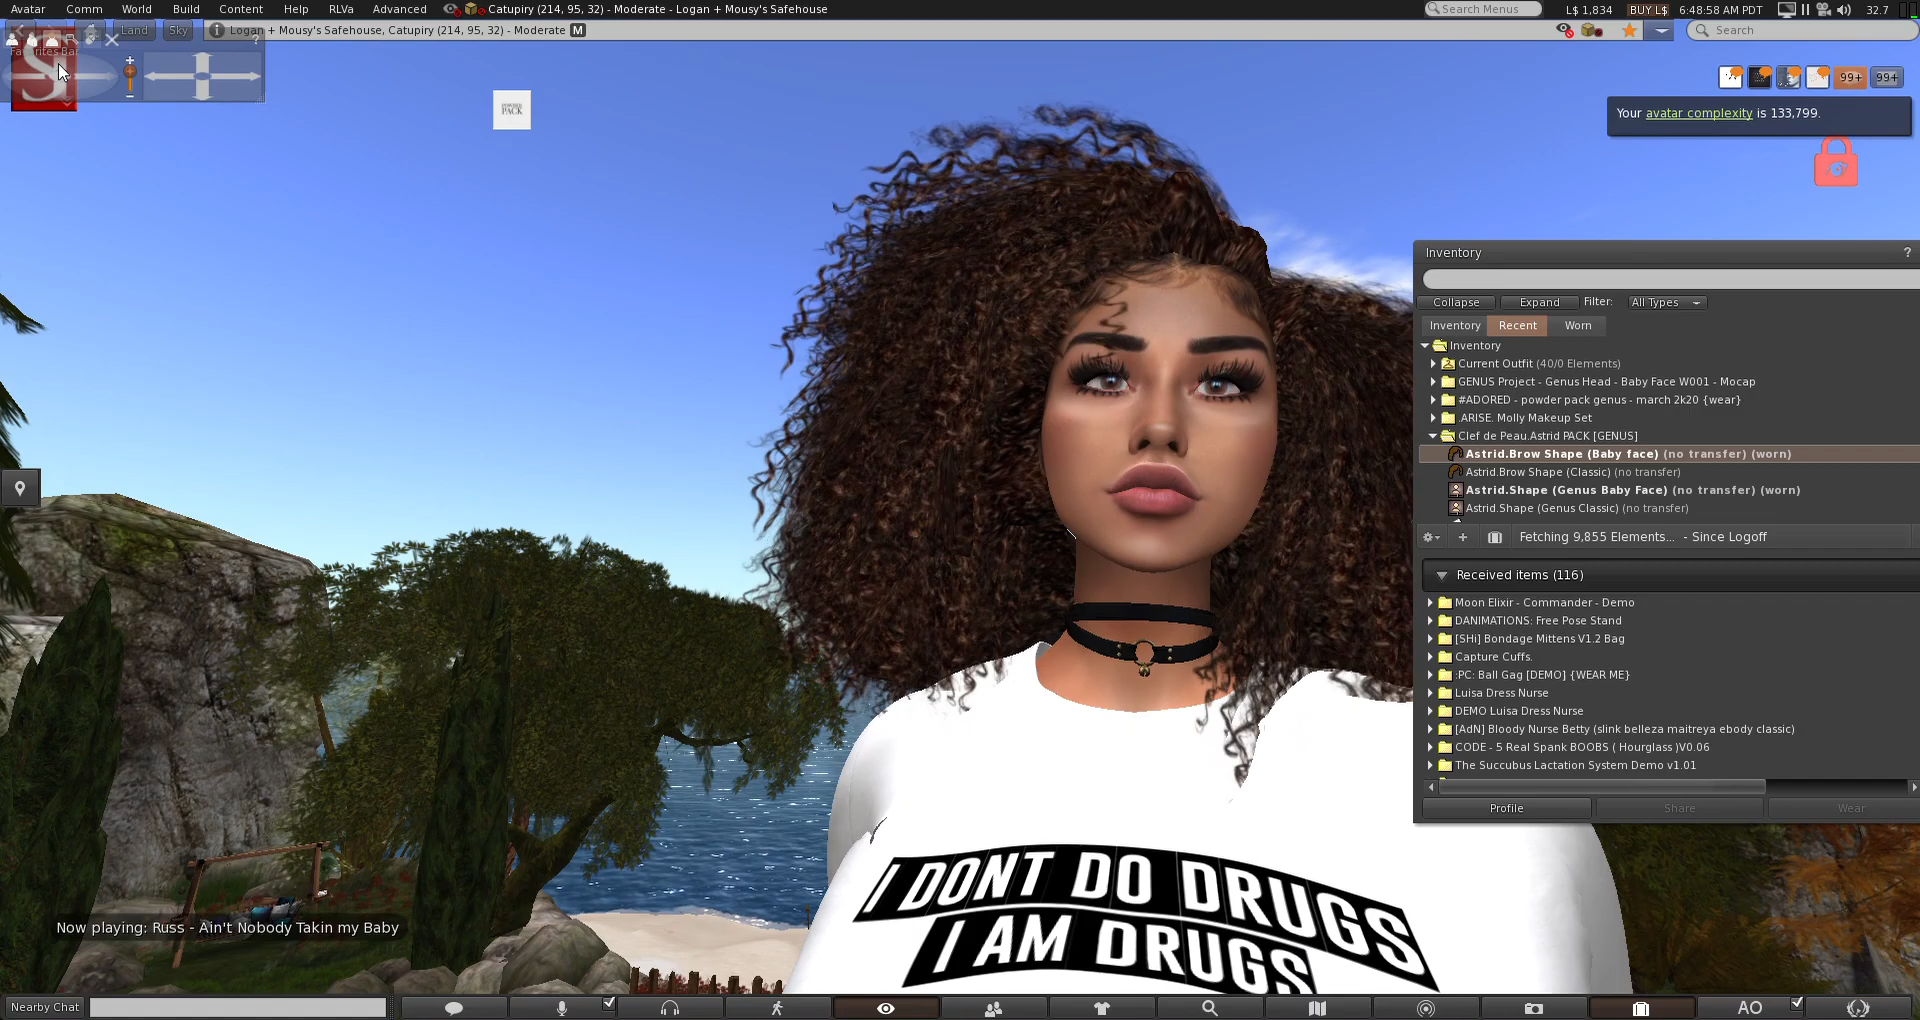 Avatar Comm World Build Content Help RLVa Advanced Catupiry (214, 95, 32) - Moderate - Logan + Mousy's Safehouse Search Menus L$ 1,834 BUY L$ 6:48:58 AM PDT 32.7
Land Sky Logan + Mousy's Safehouse, Catupiry (214, 95, 32) - Moderate M Search
Favorites Bar
99+ 99+
POWDER
PACK
Your avatar complexity is 133,799.
Inventory ?
Collapse Expand Filter: All Types
Inventory Recent Worn
Inventory
Current Outfit (40/0 Elements)
GENUS Project - Genus Head - Baby Face W001 - Mocap
#ADORED - powder pack genus - march 2k20 {wear}
.ARISE. Molly Makeup Set
Clef de Peau.Astrid PACK [GENUS]
Astrid.Brow Shape (Baby face) (no transfer) (worn)
Astrid.Brow Shape (Classic) (no transfer)
Astrid.Shape (Genus Baby Face) (no transfer) (worn)
Astrid.Shape (Genus Classic) (no transfer)
Fetching 9,855 Elements... - Since Logoff
Received items (116)
Moon Elixir - Commander - Demo
DANIMATIONS: Free Pose Stand
[SHi] Bondage Mittens V1.2 Bag
Capture Cuffs.
:PC: Ball Gag [DEMO] {WEAR ME}
Luisa Dress Nurse
DEMO Luisa Dress Nurse
[AdN] Bloody Nurse Betty (slink belleza maitreya ebody classic)
CODE - 5 Real Spank BOOBS ( Hourglass )V0.06
The Succubus Lactation System Demo v1.01
Profile Share Wear
I DONT DO DRUGS
I AM DRUGS
Now playing: Russ - Ain't Nobody Takin my Baby
Nearby Chat AO